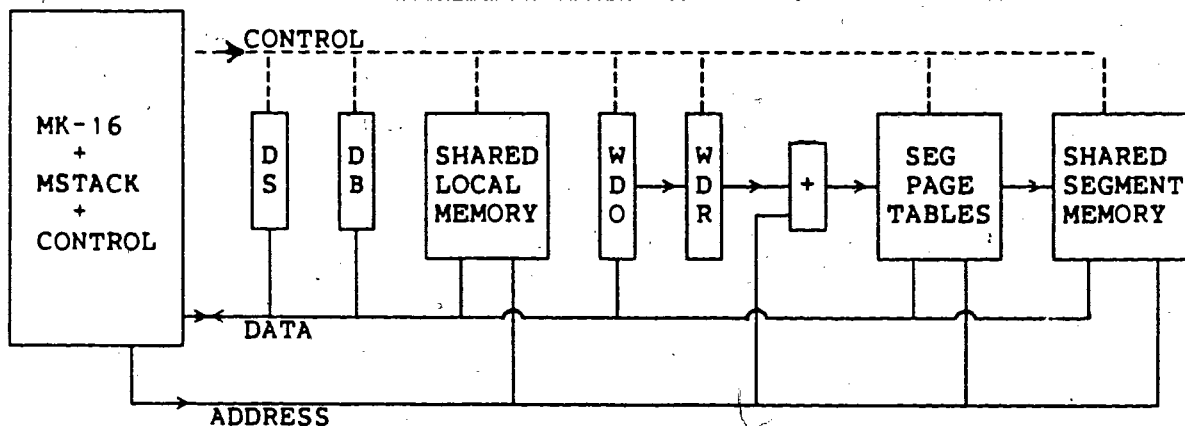 CONTROL
MK-16
+
MSTACK
+
CONTROL
D
S
D
B
SHARED
LOCAL
MEMORY
W
D
O
W
D
R
+
SEG
PAGE
TABLES
SHARED
SEGMENT
MEMORY
DATA
ADDRESS